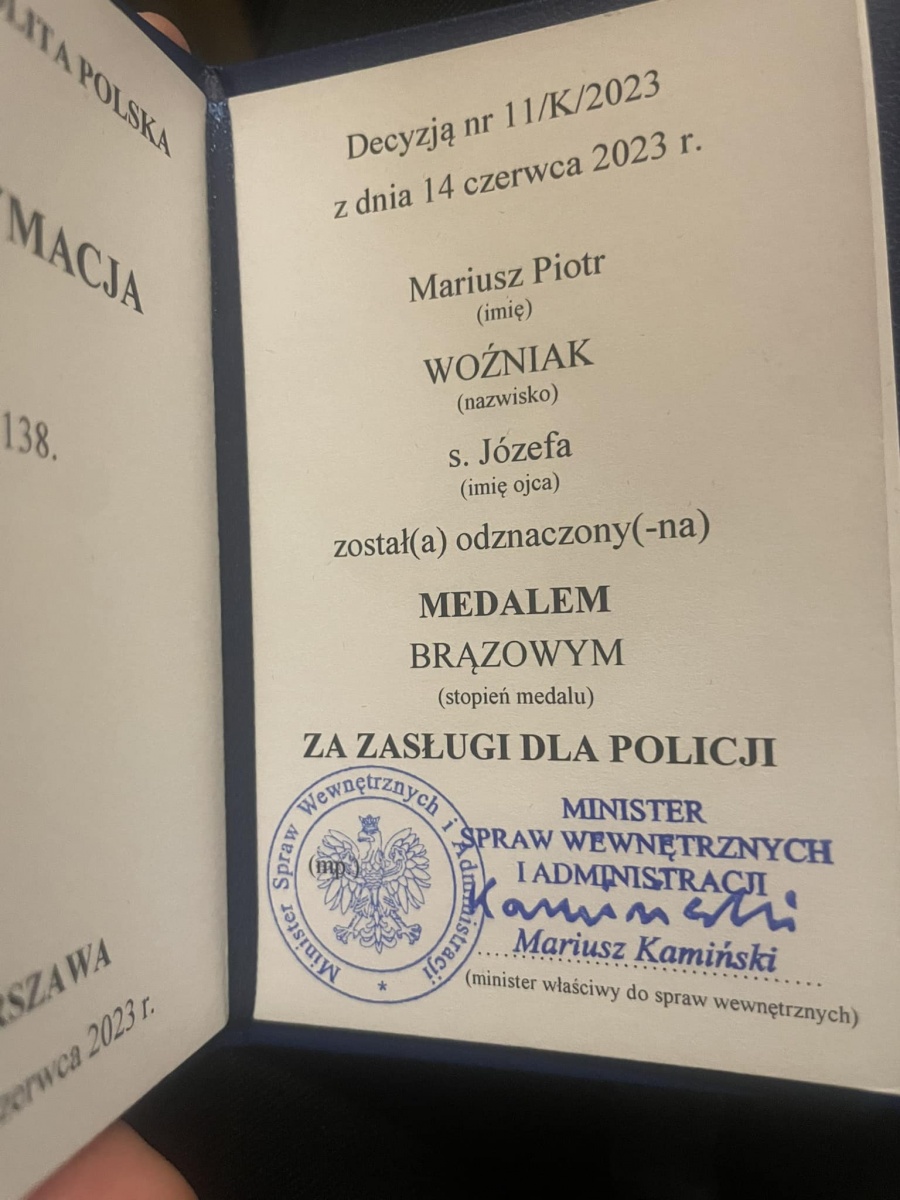 LITA POLSKA
MACJA
138.
RSZAWA
zerwca 2023 r.
Decyzją nr 11/K/2023
z dnia 14 czerwca 2023 r.
Mariusz Piotr
(imię)
WOŹNIAK
(nazwisko)
s. Józefa
(imię ojca)
został(a) odznaczony(-na)
MEDALEM
BRĄZOWYM
(stopień medalu)
ZA ZASŁUGI DLA POLICJI
Minister Spraw Wewnętrznych i Administracji
*
(mp.)
MINISTER
SPRAW WEWNĘTRZNYCH
I ADMINISTRACJI
Kamiński
Mariusz Kamiński
(minister właściwy do spraw wewnętrznych)